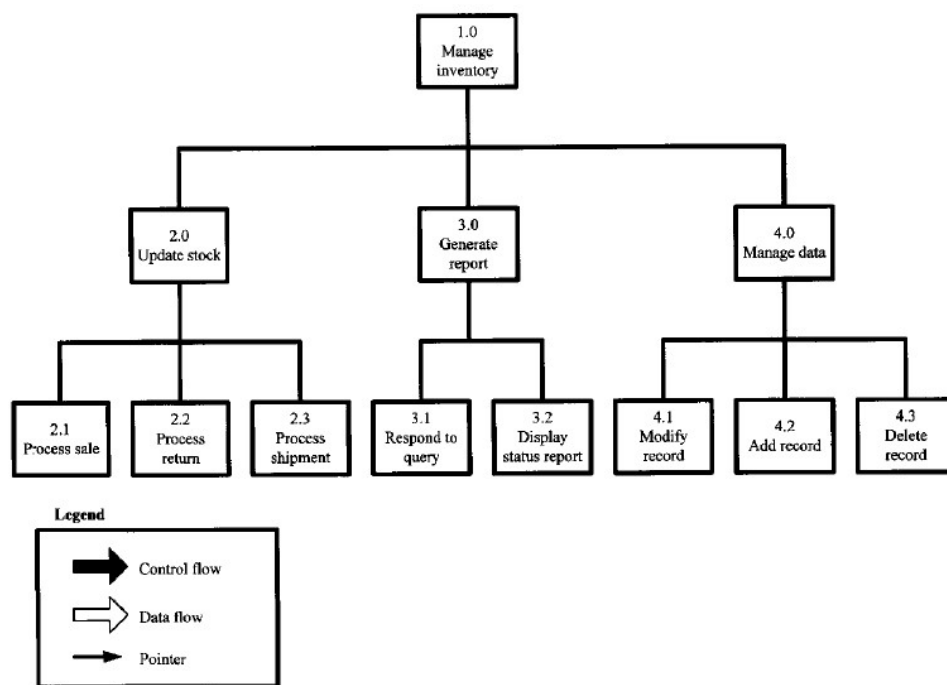 1.0
Manage
inventory
2.0
Update stock
3.0
Generate
report
4.0
Manage data
2.1
Process sale
2.2
Process
return
2.3
Process
shipment
3.1
Respond to
query
3.2
Display
status report
4.1
Modify
record
4.2
Add record
4.3
Delete
record
Legend
Control flow
Data flow
Pointer